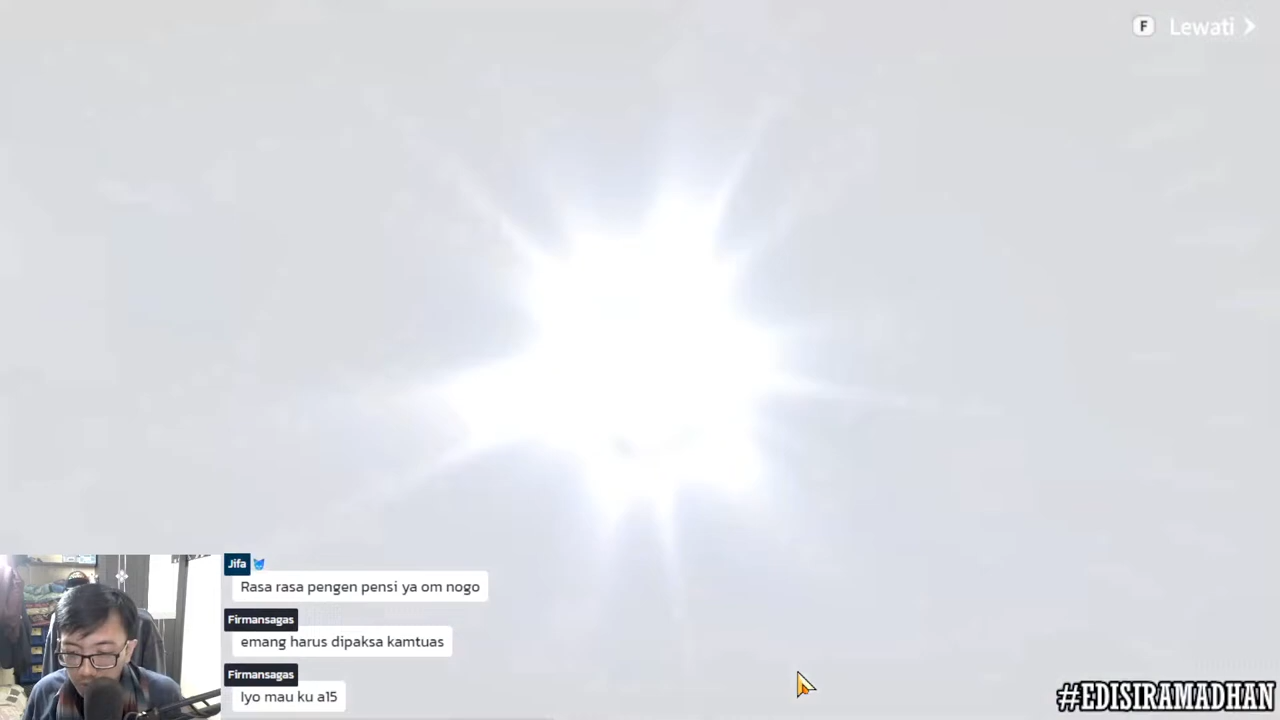 F Lewati
Jifa
Rasa rasa pengen pensi ya om nogo
Firmansagas
emang harus dipaksa kamtuas
Firmansagas
Iyo mau ku a15
#EDISIRAMADHAN